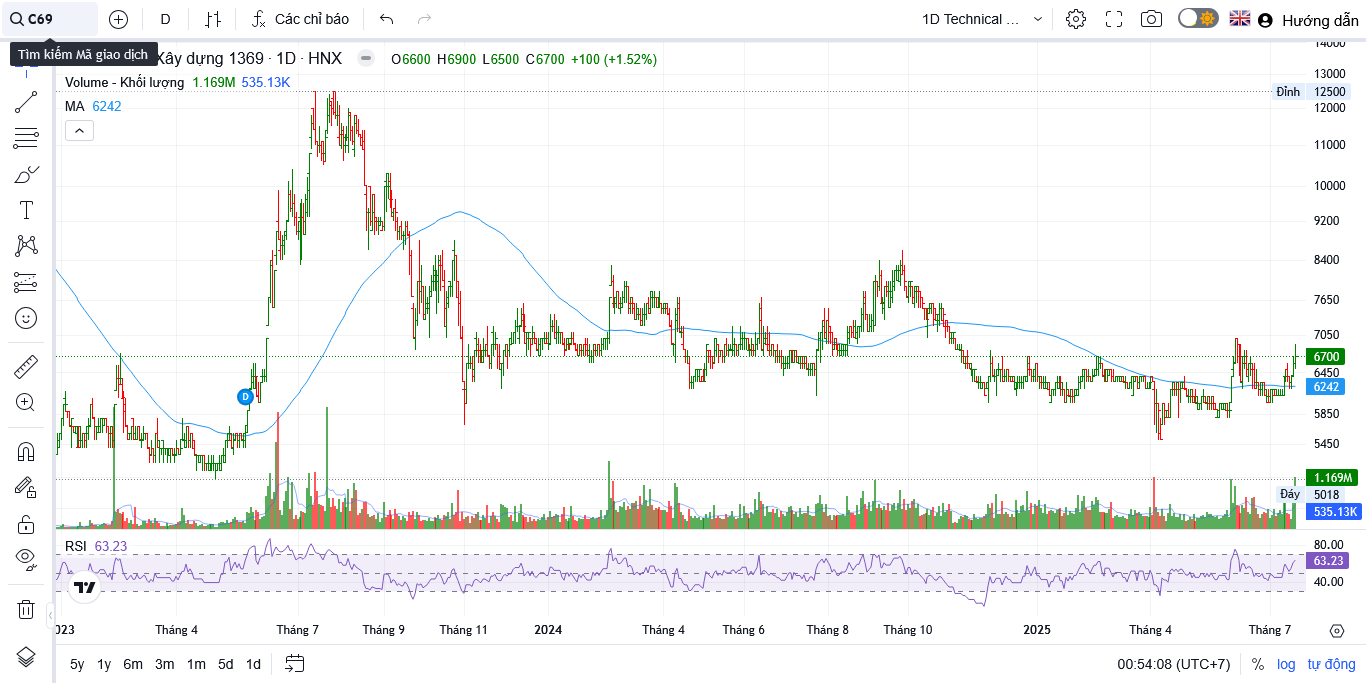 C69
D
Các chỉ báo
1D Technical ...
Hướng dẫn
Tìm kiếm Mã giao dịch
Xây dựng 1369 · 1D · HNX
O6600 H6900 L6500 C6700 +100 (+1.52%)
Volume - Khối lượng 1.169M 535.13K
MA 6242
14000
13000
Đỉnh 12500
12000
11000
10000
9200
8400
7650
7050
6700
6450
6242
5850
5450
1.169M
Đáy 5018
535.13K
D
RSI 63.23
80.00
63.23
40.00
2023 Tháng 4 Tháng 7 Tháng 9 Tháng 11 2024 Tháng 4 Tháng 6 Tháng 8 Tháng 10 2025 Tháng 4 Tháng 7
5y 1y 6m 3m 1m 5d 1d
00:54:08 (UTC+7) % log tự động